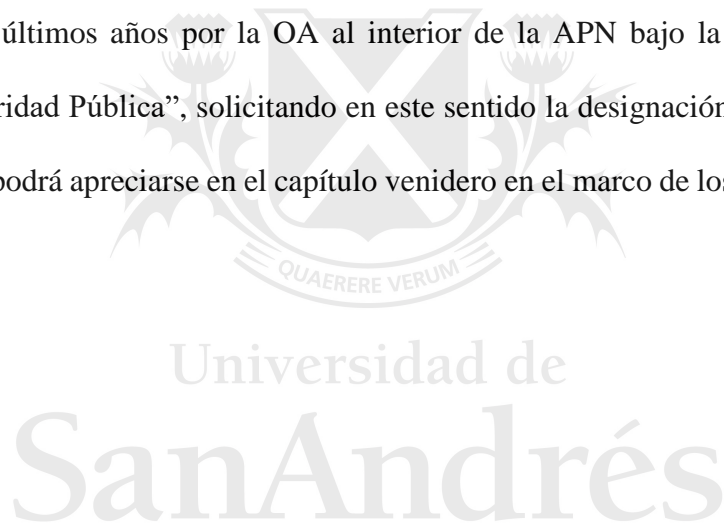 últimos años por la OA al interior de la APN bajo la
ridad Pública”, solicitando en este sentido la designación
podrá apreciarse en el capítulo venidero en el marco de los
QUAERERE VERUM
Universidad de
SanAndrés